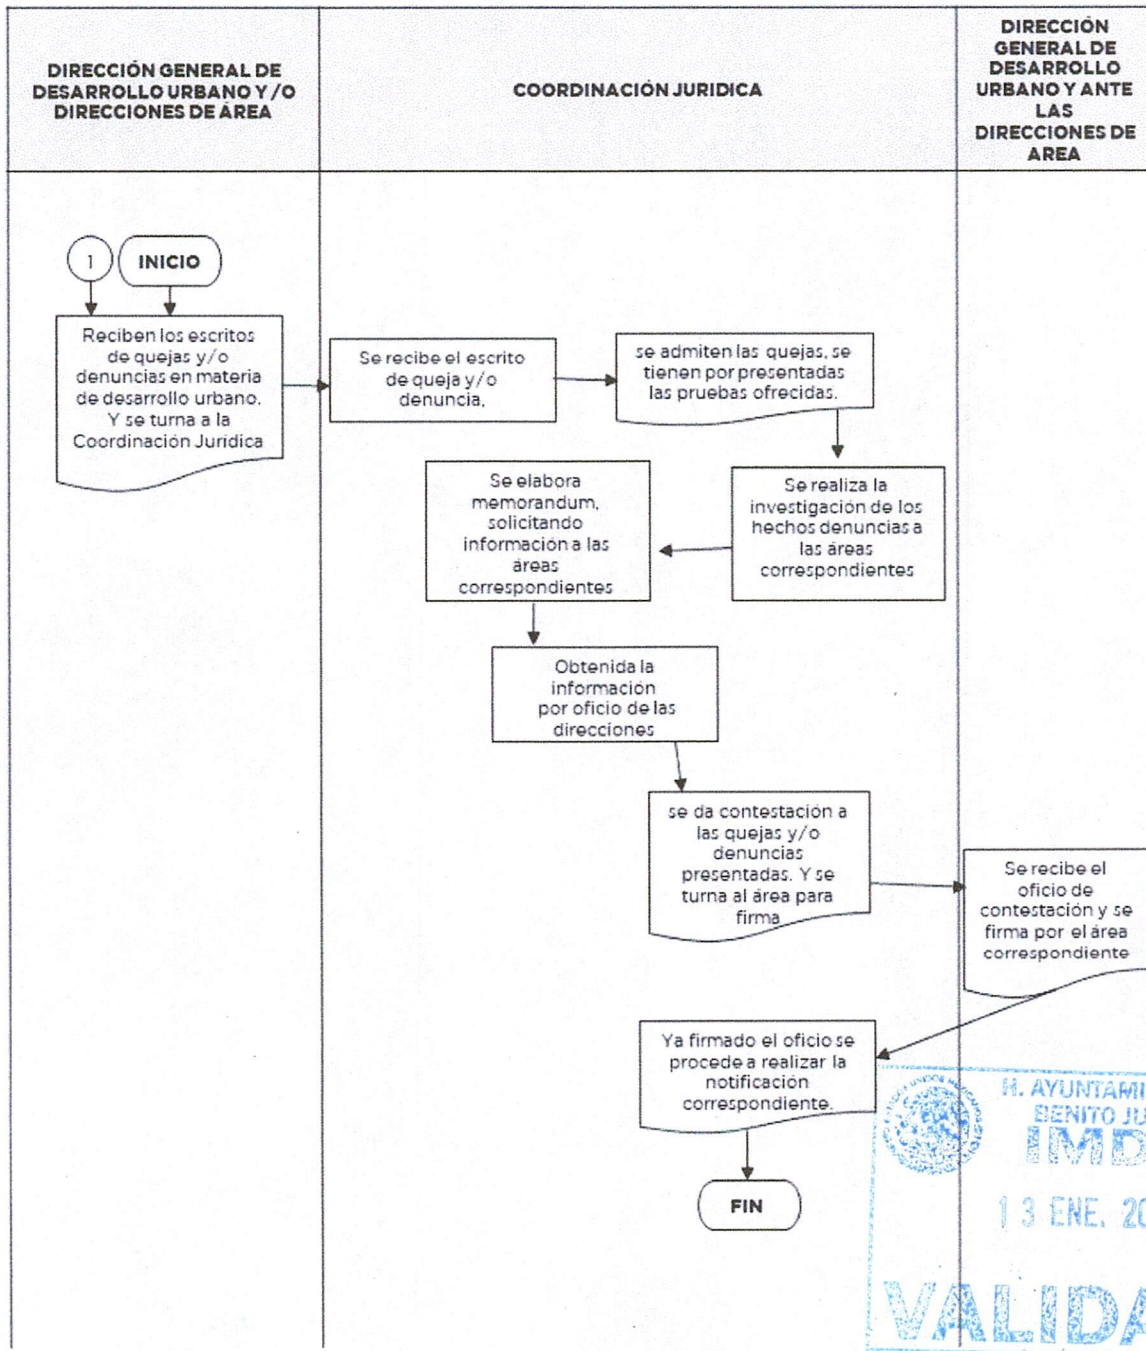 DIRECCIÓN GENERAL DE
DESARROLLO URBANO Y /O
DIRECCIONES DE ÁREA
COORDINACIÓN JURIDICA
DIRECCIÓN
GENERAL DE
DESARROLLO
URBANO Y ANTE
LAS
DIRECCIONES DE
AREA
1
INICIO
Reciben los escritos
de quejas y/o
denuncias en materia
de desarrollo urbano.
Y se turna a la
Coordinación Jurídica
Se recibe el escrito
de queja y/o
denuncia,
se admiten las quejas, se
tienen por presentadas
las pruebas ofrecidas.
Se realiza la
investigación de los
hechos denuncias a
las áreas
correspondientes
Se elabora
memorandum,
solicitando
información a las
áreas
correspondientes
Obtenida la
información
por oficio de las
direcciones
se da contestación a
las quejas y/o
denuncias
presentadas. Y se
turna al área para
firma
Se recibe el
oficio de
contestación y se
firma por el área
correspondiente
Ya firmado el oficio se
procede a realizar la
notificación
correspondiente.
FIN
H. AYUNTAMI
BENITO JU
IMD
13 ENE. 20
VALIDA